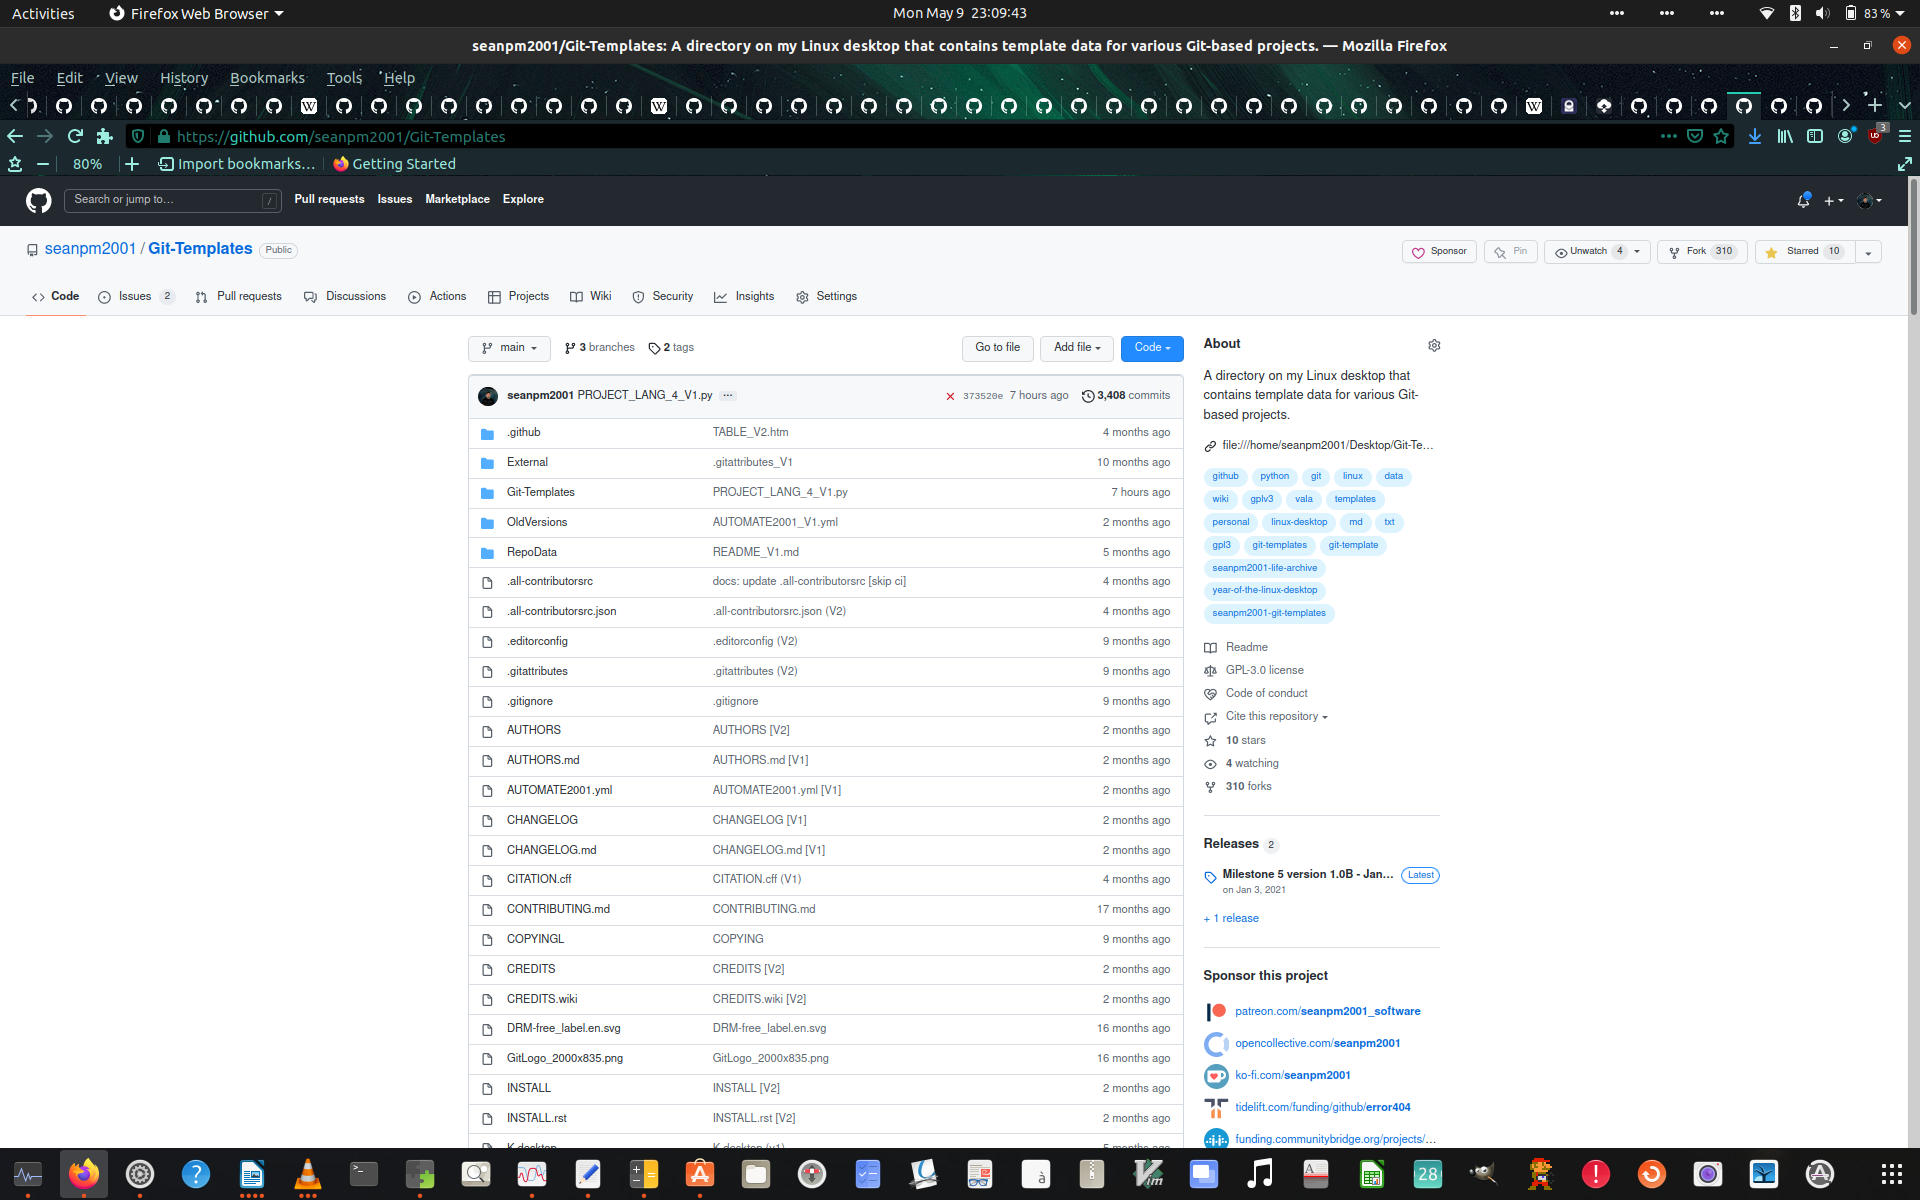 Activities Firefox Web Browser Mon May 9 23:09:43 83 %
seanpm2001/Git-Templates: A directory on my Linux desktop that contains template data for various Git-based projects. — Mozilla Firefox
File Edit View History Bookmarks Tools Help
https://github.com/seanpm2001/Git-Templates 3
80% Import bookmarks... Getting Started
Search or jump to... / Pull requests Issues Marketplace Explore
seanpm2001 / Git-Templates Public Sponsor Pin Unwatch 4 Fork 310 Starred 10
Code Issues 2 Pull requests Discussions Actions Projects Wiki Security Insights Settings
main 3 branches 2 tags Go to file Add file Code
seanpm2001 PROJECT_LANG_4_V1.py 373520e 7 hours ago 3,408 commits
.github TABLE_V2.htm 4 months ago
External .gitattributes_V1 10 months ago
Git-Templates PROJECT_LANG_4_V1.py 7 hours ago
OldVersions AUTOMATE2001_V1.yml 2 months ago
RepoData README_V1.md 5 months ago
.all-contributorsrc docs: update .all-contributorsrc [skip ci] 4 months ago
.all-contributorsrc.json .all-contributorsrc.json (V2) 4 months ago
.editorconfig .editorconfig (V2) 9 months ago
.gitattributes .gitattributes (V2) 9 months ago
.gitignore .gitignore 9 months ago
AUTHORS AUTHORS [V2] 2 months ago
AUTHORS.md AUTHORS.md [V1] 2 months ago
AUTOMATE2001.yml AUTOMATE2001.yml [V1] 2 months ago
CHANGELOG CHANGELOG [V1] 2 months ago
CHANGELOG.md CHANGELOG.md [V1] 2 months ago
CITATION.cff CITATION.cff (V1) 4 months ago
CONTRIBUTING.md CONTRIBUTING.md 17 months ago
COPYINGL COPYING 9 months ago
CREDITS CREDITS [V2] 2 months ago
CREDITS.wiki CREDITS.wiki [V2] 2 months ago
DRM-free_label.en.svg DRM-free_label.en.svg 16 months ago
GitLogo_2000x835.png GitLogo_2000x835.png 16 months ago
INSTALL INSTALL [V2] 2 months ago
INSTALL.rst INSTALL.rst [V2] 2 months ago
About
A directory on my Linux desktop that
contains template data for various Git-
based projects.
file:///home/seanpm2001/Desktop/Git-Te...
github python git linux data
wiki gplv3 vala templates
personal linux-desktop md txt
gpl3 git-templates git-template
seanpm2001-life-archive
year-of-the-linux-desktop
seanpm2001-git-templates
Readme
GPL-3.0 license
Code of conduct
Cite this repository
10 stars
4 watching
310 forks
Releases 2
Milestone 5 version 1.0B - Jan... Latest
on Jan 3, 2021
+ 1 release
Sponsor this project
patreon.com/seanpm2001_software
opencollective.com/seanpm2001
ko-fi.com/seanpm2001
tidelift.com/funding/github/error404
funding.communitybridge.org/projects/...
28